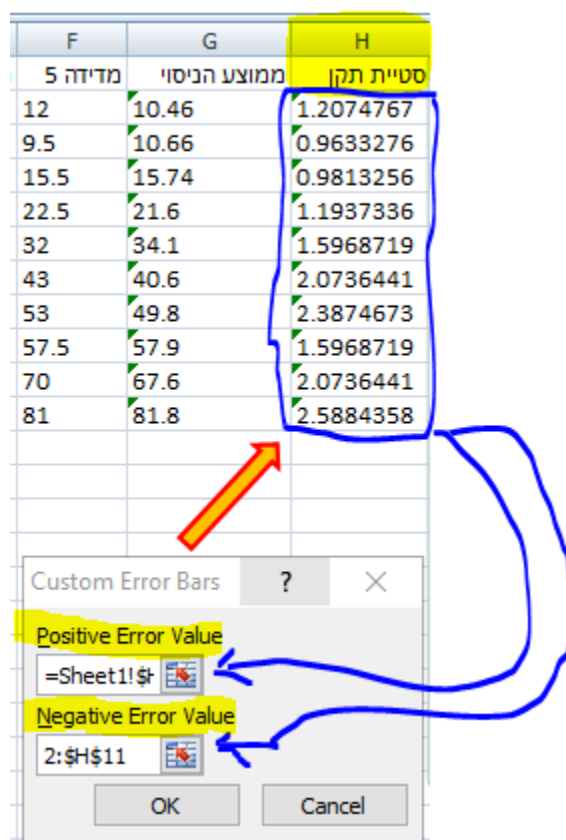 F G H
מדידה 5 ממוצע הניסוי סטיית תקן
12 10.46 1.2074767
9.5 10.66 0.9633276
15.5 15.74 0.9813256
22.5 21.6 1.1937336
32 34.1 1.5968719
43 40.6 2.0736441
53 49.8 2.3874673
57.5 57.9 1.5968719
70 67.6 2.0736441
81 81.8 2.5884358
Custom Error Bars ? ×
Positive Error Value
=Sheet1!$H
Negative Error Value
2:$H$11
OK Cancel